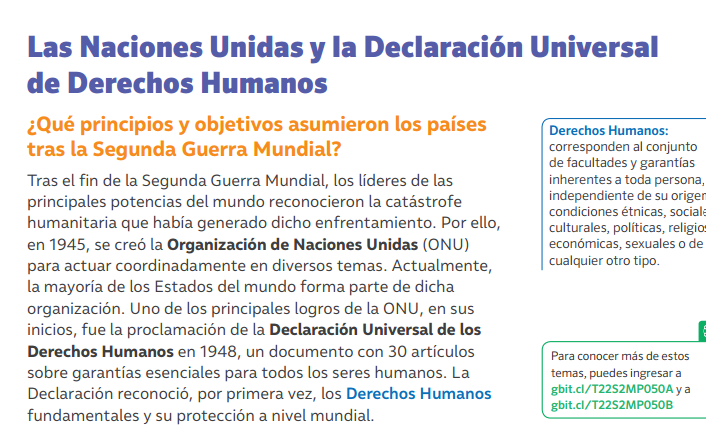 Las Naciones Unidas y la Declaración Universal
de Derechos Humanos
¿Qué principios y objetivos asumieron los países
tras la Segunda Guerra Mundial?
Tras el fin de la Segunda Guerra Mundial, los líderes de las
principales potencias del mundo reconocieron la catástrofe
humanitaria que había generado dicho enfrentamiento. Por ello,
en 1945, se creó la Organización de Naciones Unidas (ONU)
para actuar coordinadamente en diversos temas. Actualmente,
la mayoría de los Estados del mundo forma parte de dicha
organización. Uno de los principales logros de la ONU, en sus
inicios, fue la proclamación de la Declaración Universal de los
Derechos Humanos en 1948, un documento con 30 artículos
sobre garantías esenciales para todos los seres humanos. La
Declaración reconoció, por primera vez, los Derechos Humanos
fundamentales y su protección a nivel mundial.
Derechos Humanos:
corresponden al conjunto
de facultades y garantías
inherentes a toda persona,
independiente de su origen
condiciones étnicas,
culturales, políticas,
económicas, sexuales o de
cualquier otro tipo.
Para conocer más de estos
temas, puedes ingresar a
gbit.cl/T22S2MP050A y a
gbit.cl/T22S2MP050B